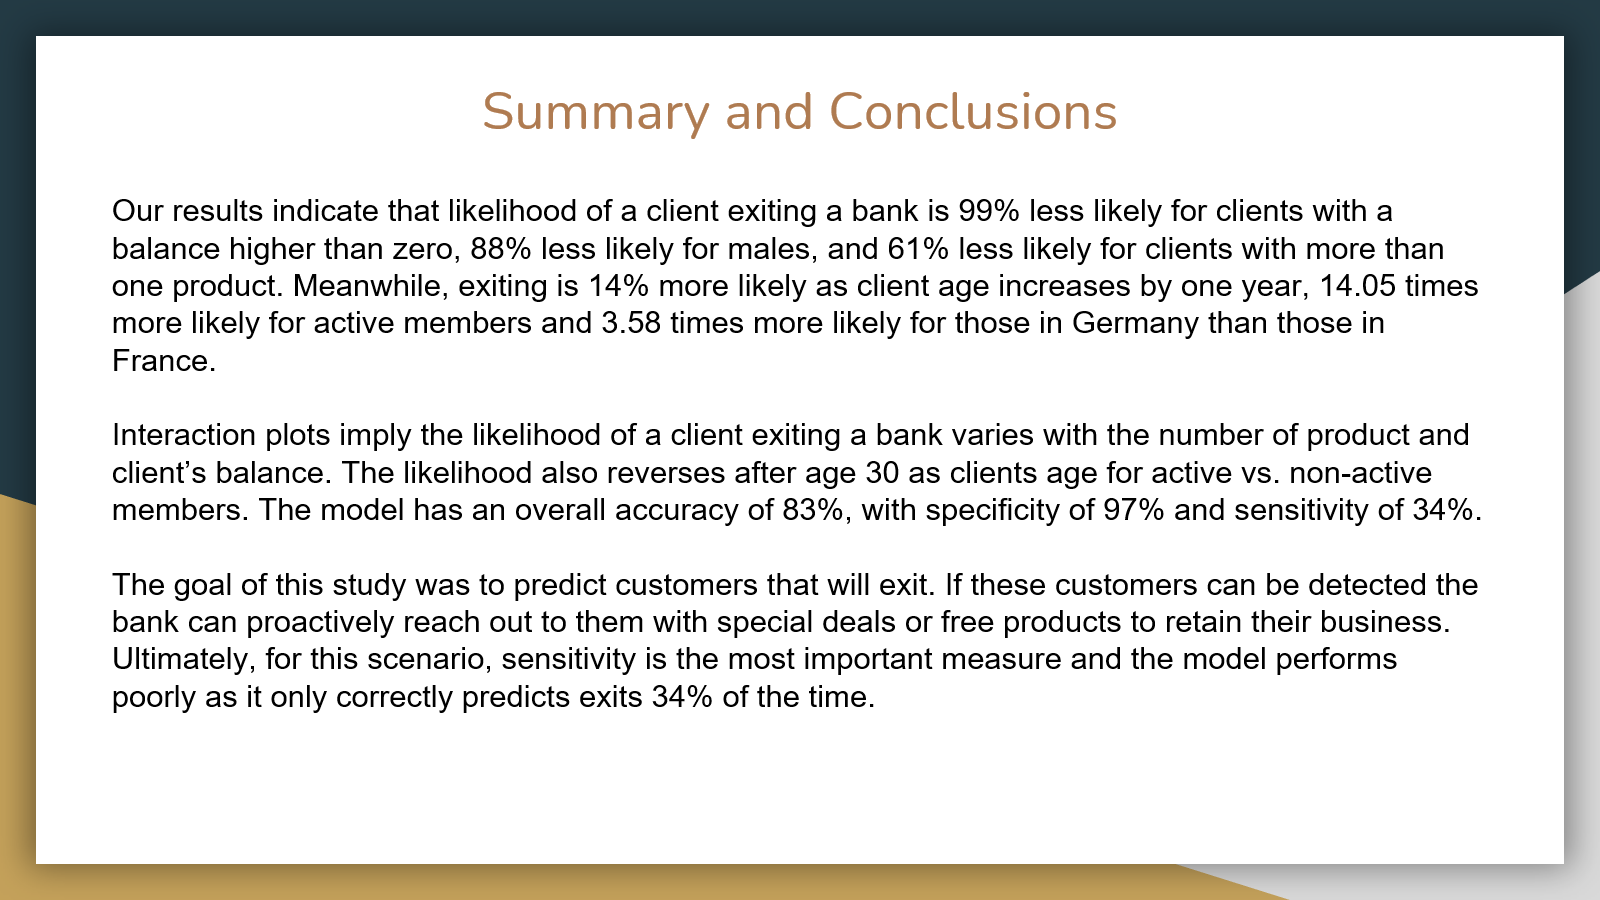 Summary and Conclusions
Our results indicate that likelihood of a client exiting a bank is 99% less likely for clients with a
balance higher than zero, 88% less likely for males, and 61% less likely for clients with more than
one product. Meanwhile, exiting is 14% more likely as client age increases by one year, 14.05 times
more likely for active members and 3.58 times more likely for those in Germany than those in
France.
Interaction plots imply the likelihood of a client exiting a bank varies with the number of product and
client’s balance. The likelihood also reverses after age 30 as clients age for active vs. non-active
members. The model has an overall accuracy of 83%, with specificity of 97% and sensitivity of 34%.
The goal of this study was to predict customers that will exit. If these customers can be detected the
bank can proactively reach out to them with special deals or free products to retain their business.
Ultimately, for this scenario, sensitivity is the most important measure and the model performs
poorly as it only correctly predicts exits 34% of the time.